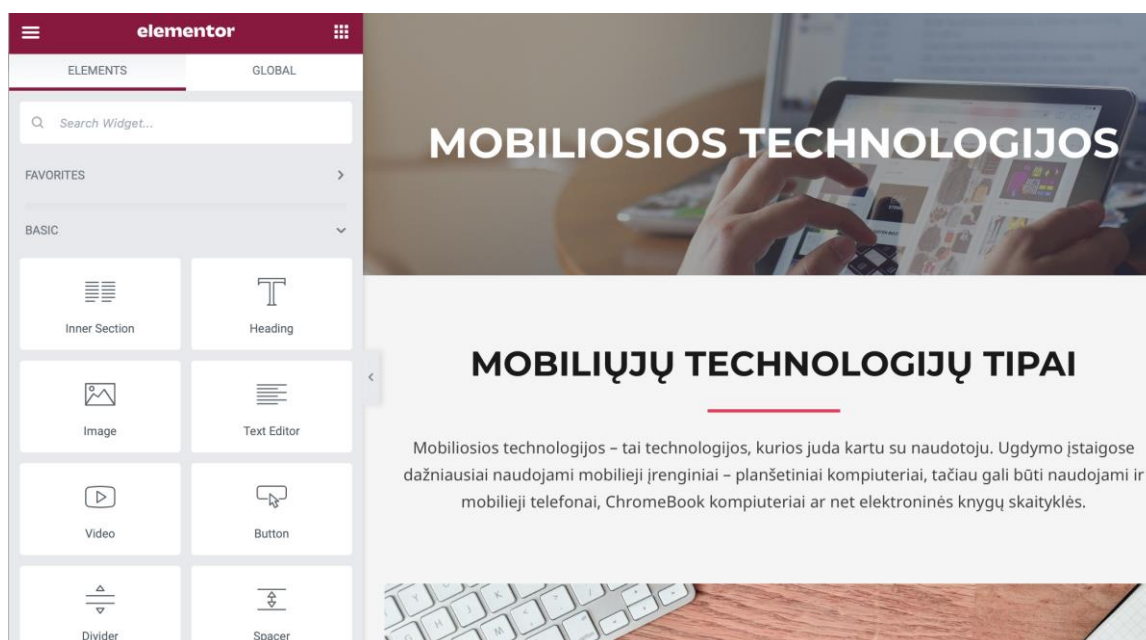 elementor
ELEMENTS
GLOBAL
Search Widget...
FAVORITES
BASIC
Inner Section
Heading
Image
Text Editor
Video
Button
Divider
Spacer
MOBILIOSIOS TECHNOLOGIJOS
MOBILIŲJŲ TECHNOLOGIJŲ TIPAI
Mobiliosios technologijos – tai technologijos, kurios juda kartu su naudotoju. Ugdymo įstaigose
dažniausiai naudojami mobilieji įrenginiai – planšetiniai kompiuteriai, tačiau gali būti naudojami ir
mobilieji telefonai, ChromeBook kompiuteriai ar net elektroninės knygų skaityklės.